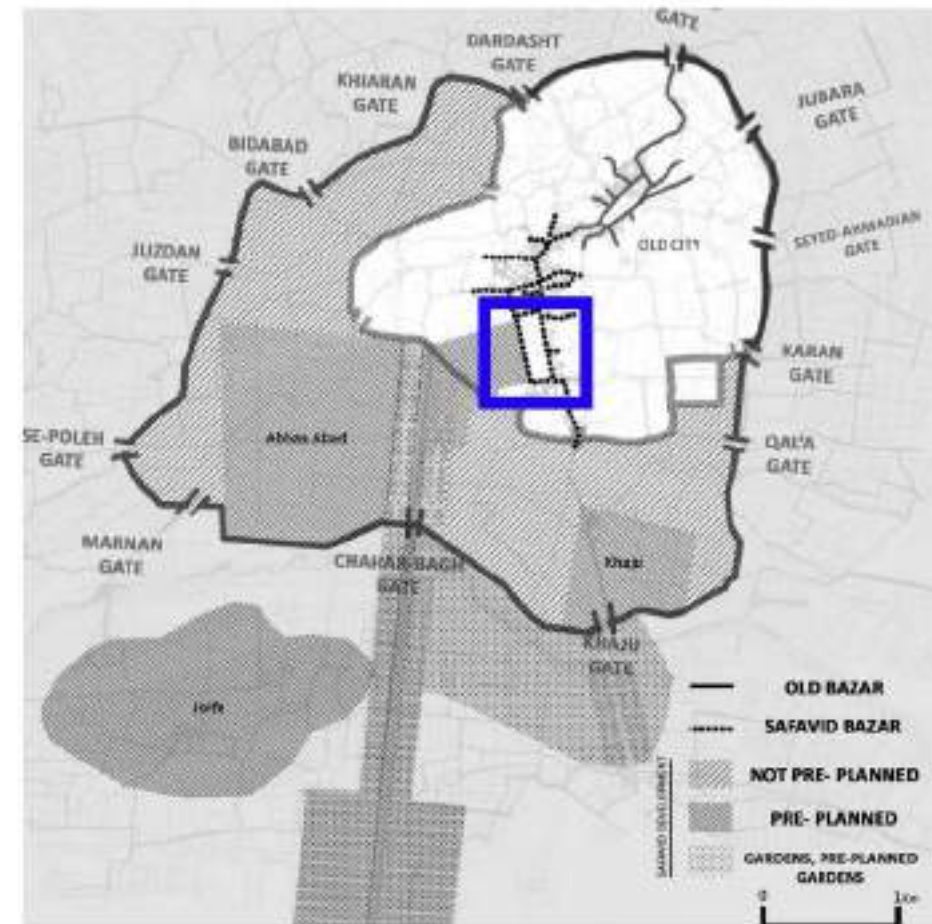 GATE
DARDASHT
GATE
KHIABAN
GATE
JUBARA
GATE
BIDABAD
GATE
SEYED-AHMADIAN
GATE
OLD CITY
JUZDAN
GATE
KARAN
GATE
SE-POLEH
GATE
Abbas Abad
QAL'A
GATE
MARNAN
GATE
CHAHAR-BAGH
GATE
Khaju
KHAJU
GATE
Jolfa
OLD BAZAR
SAFAVID BAZAR
SAFAVID DEVELOPMENT
NOT PRE- PLANNED
PRE- PLANNED
GARDENS, PRE-PLANNED
GARDENS
0 1Km